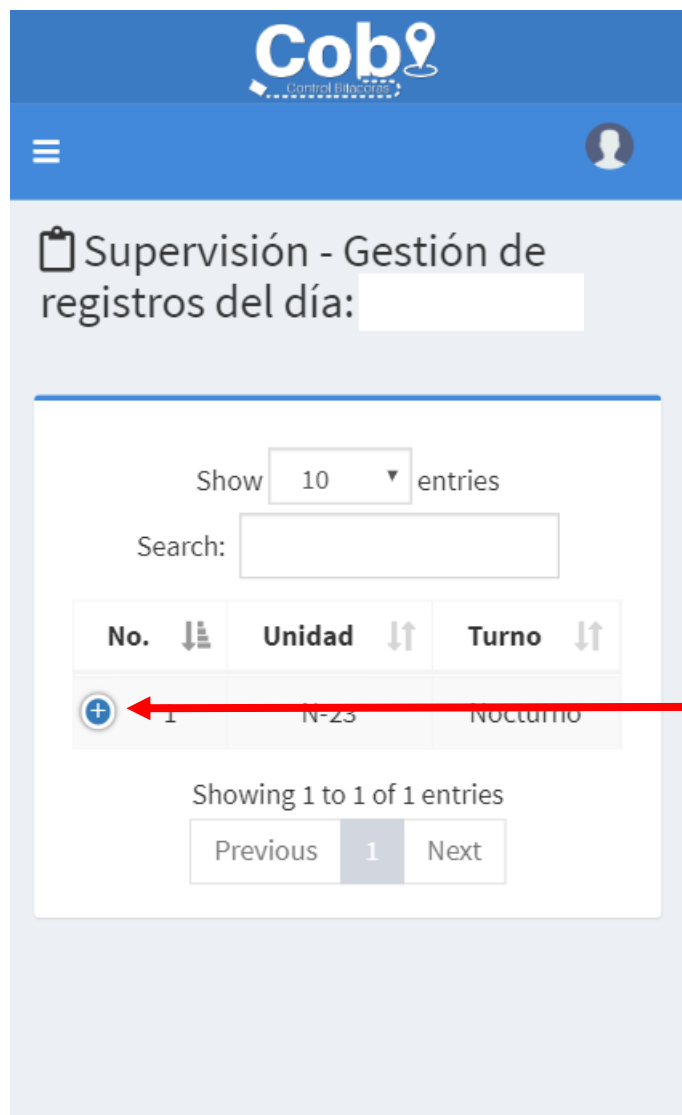 Cob
Control Bitacoras
Supervisión - Gestión de
registros del día:
Show 10 entries
Search:
No. Unidad Turno
1 N-23 Nocturno
Showing 1 to 1 of 1 entries
Previous 1 Next